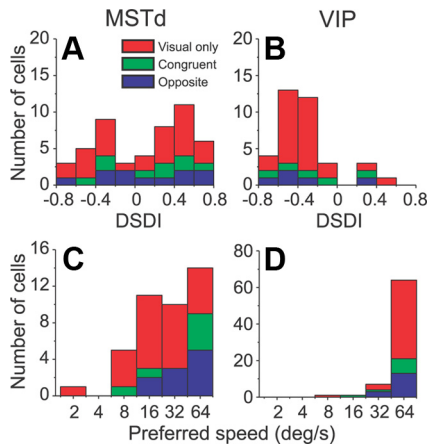 MSTd VIP
A B
Visual only
Congruent
Opposite
Number of cells
20
15
10
5
0
20
15
10
5
0
-0.8 -0.4 0 0.4 0.8
-0.8 -0.4 0 0.4 0.8
DSDI DSDI
C D
Number of cells
16
12
8
4
0
80
60
40
20
0
2 4 8 16 32 64
2 4 8 16 32 64
Preferred speed (deg/s)